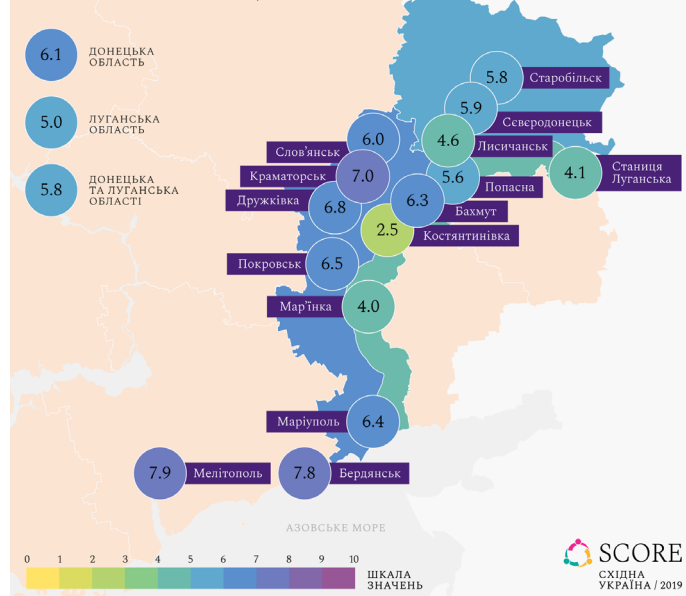 6.1 ДОНЕЦЬКА
ОБЛАСТЬ
5.0 ЛУГАНСЬКА
ОБЛАСТЬ
5.8 ДОНЕЦЬКА
ТА ЛУГАНСЬКА
ОБЛАСТІ
5.8 Старобільск
5.9 Сєвєродонецьк
6.0 Слов'янськ
4.6 Лисичанськ
Краматорськ 7.0
4.1 Станиця
Луганська
5.6 Попасна
Дружківка 6.8
6.3 Бахмут
2.5 Костянтинівка
Покровськ 6.5
Мар'їнка 4.0
Маріуполь 6.4
7.9 Мелітополь
7.8 Бердянськ
АЗОВСЬКЕ МОРЕ
0 1 2 3 4 5 6 7 8 9 10
ШКАЛА
ЗНАЧЕНЬ
SCORE
СХІДНА
УКРАЇНА / 2019